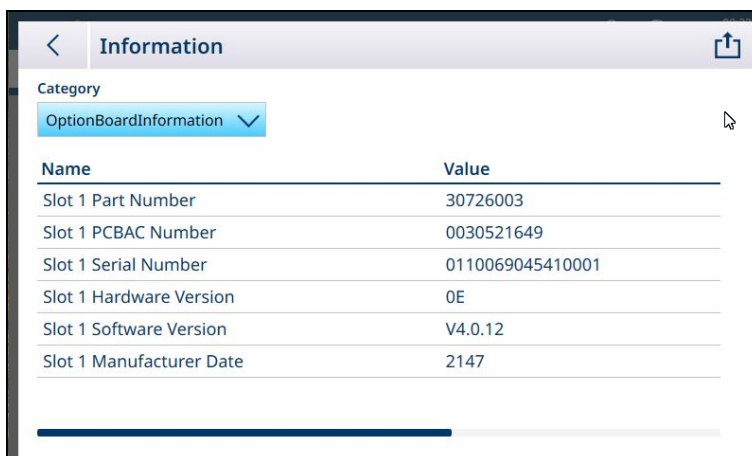 Information
Category
OptionBoardInformation
Name Value
Slot 1 Part Number 30726003
Slot 1 PCBAC Number 0030521649
Slot 1 Serial Number 0110069045410001
Slot 1 Hardware Version 0E
Slot 1 Software Version V4.0.12
Slot 1 Manufacturer Date 2147